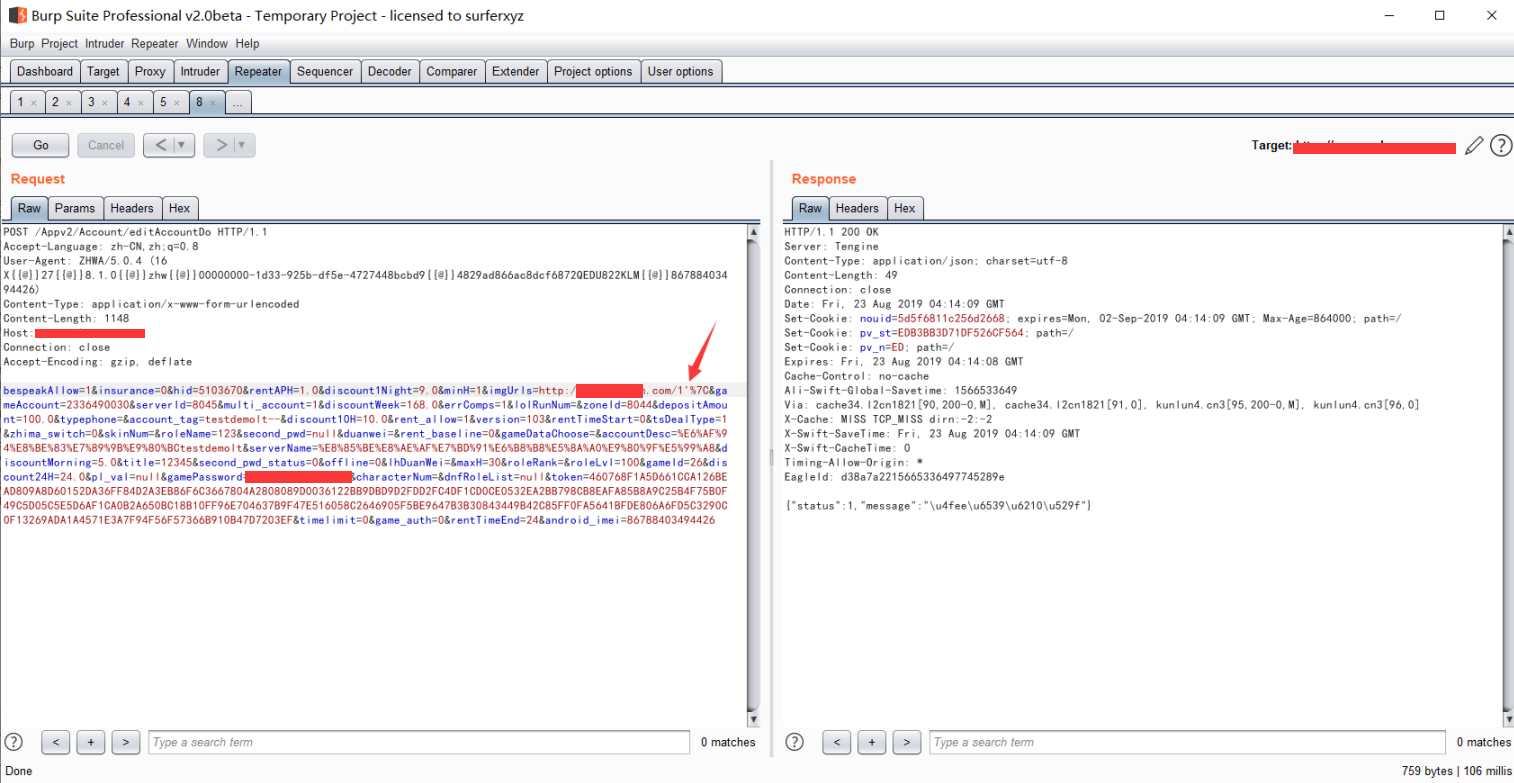 Burp Suite Professional v2.0beta - Temporary Project - licensed to surferxyz
Burp Project Intruder Repeater Window Help
Dashboard Target Proxy Intruder Repeater Sequencer Decoder Comparer Extender Project options User options
1 × 2 × 3 × 4 × 5 × 8 × ...
Go Cancel < | ▼ > | ▼ Target:
Request
Raw Params Headers Hex
POST /Appv2/Account/editAccountDo HTTP/1.1
Accept-Language: zh-CN,zh;q=0.8
User-Agent: ZHWA/5.0.4 (16
X{{@}}27{{@}}8.1.0{{@}}zhw{{@}}00000000-1d33-925b-df5e-4727448bcbd9{{@}}4829ad866ac8dcf6872QEDU822KLM{{@}}867884034
94426)
Content-Type: application/x-www-form-urlencoded
Content-Length: 1148
Host:
Connection: close
Accept-Encoding: gzip, deflate
bespeakAllow=1&insurance=0&hid=5103670&rentAPH=1.0&discount1Night=9.0&minH=1&imgUrls=http:/ .com/1'%7C&ga
meAccount=2336490030&serverId=8045&multi_account=1&discountWeek=168.0&errComps=1&lolRunNum=&zoneId=8044&depositAmou
nt=100.0&typephone=&account_tag=testdemolt--&discount10H=10.0&rent_allow=1&version=103&rentTimeStart=0&tsDealType=1
&zhima_switch=0&skinNum=&roleName=123&second_pwd=null&duanwei=&rent_baseline=0&gameDataChoose=&accountDesc=%E6%AF%9
4%E8%BE%83%E7%89%9B%E9%80%BCtestdemolt&serverName=%E8%85%BE%E8%AE%AF%E7%BD%91%E6%B8%B8%E5%8A%A0%E9%80%9F%E5%99%A8&d
iscountMorning=5.0&title=12345&second_pwd_status=0&offline=0&lhDuanWei=&maxH=30&roleRank=&roleLvl=100&gameId=26&dis
count24H=24.0&pl_val=null&gamePassword= &characterNum=&dnfRoleList=null&token=460768F1A5D661CCA126BE
AD809A8D60152DA36FF84D2A3EB86F6C3667804A2808089D0036122BB9DBD9D2FDD2FC4DF1CD0CE0532EA2BB798CB8EAFA85B8A9C25B4F75B0F
49C5D05C5E5D6AF1CA0B2A650BC18B10FF96E704637B9F47E516058C2646905F5BE9647B3B30843449B42C85FF0FA5641BFDE806A6FD5C3290C
0F13269ADA1A4571E3A7F94F56F57366B910B47D7203EF&timelimit=0&game_auth=0&rentTimeEnd=24&android_imei=86788403494426
Response
Raw Headers Hex
HTTP/1.1 200 OK
Server: Tengine
Content-Type: application/json; charset=utf-8
Content-Length: 49
Connection: close
Date: Fri, 23 Aug 2019 04:14:09 GMT
Set-Cookie: nouid=5d5f6811c256d2668; expires=Mon, 02-Sep-2019 04:14:09 GMT; Max-Age=864000; path=/
Set-Cookie: pv_st=EDB3BB3D71DF526CF564; path=/
Set-Cookie: pv_n=ED; path=/
Expires: Fri, 23 Aug 2019 04:14:08 GMT
Cache-Control: no-cache
Ali-Swift-Global-Savetime: 1566533649
Via: cache34.l2cn1821[90,200-0,M], cache34.l2cn1821[91,0], kunlun4.cn3[95,200-0,M], kunlun4.cn3[96,0]
X-Cache: MISS TCP_MISS dirn:-2:-2
X-Swift-SaveTime: Fri, 23 Aug 2019 04:14:09 GMT
X-Swift-CacheTime: 0
Timing-Allow-Origin: *
EagleId: d38a7a2215665336497745289e
{"status":1,"message":"\u4fee\u6539\u6210\u529f"}
? < + > Type a search term 0 matches
? < + > Type a search term 0 matches
Done 759 bytes | 106 millis